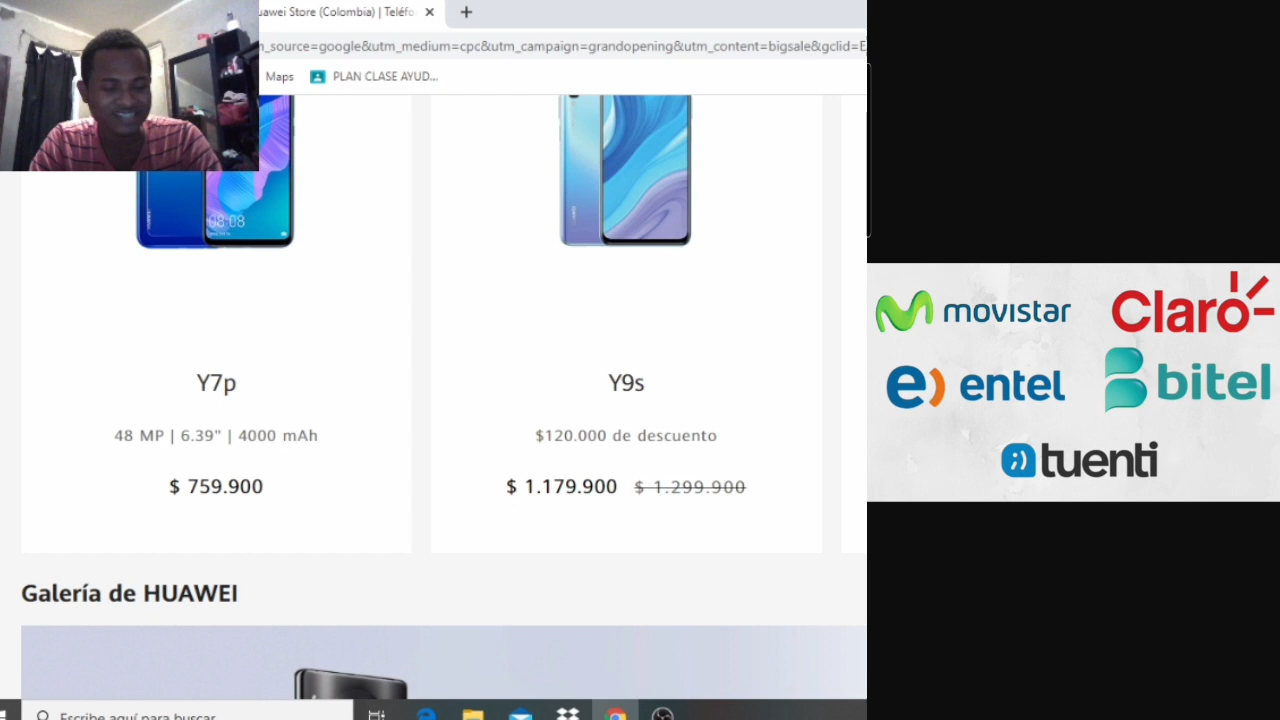 uawei Store (Colombia) | Teléfo
_source=google&utm_medium=cpc&utm_campaign=grandopening&utm_content=bigsale&gclid=E
Maps
PLAN CLASE AYUD...
08:08
Y7p
48 MP | 6.39" | 4000 mAh
$ 759.900
Y9s
$120.000 de descuento
$ 1.179.900 $ 1.299.900
Galería de HUAWEI
Escribe aquí para buscar
movistar
Claro
entel
bitel
tuenti